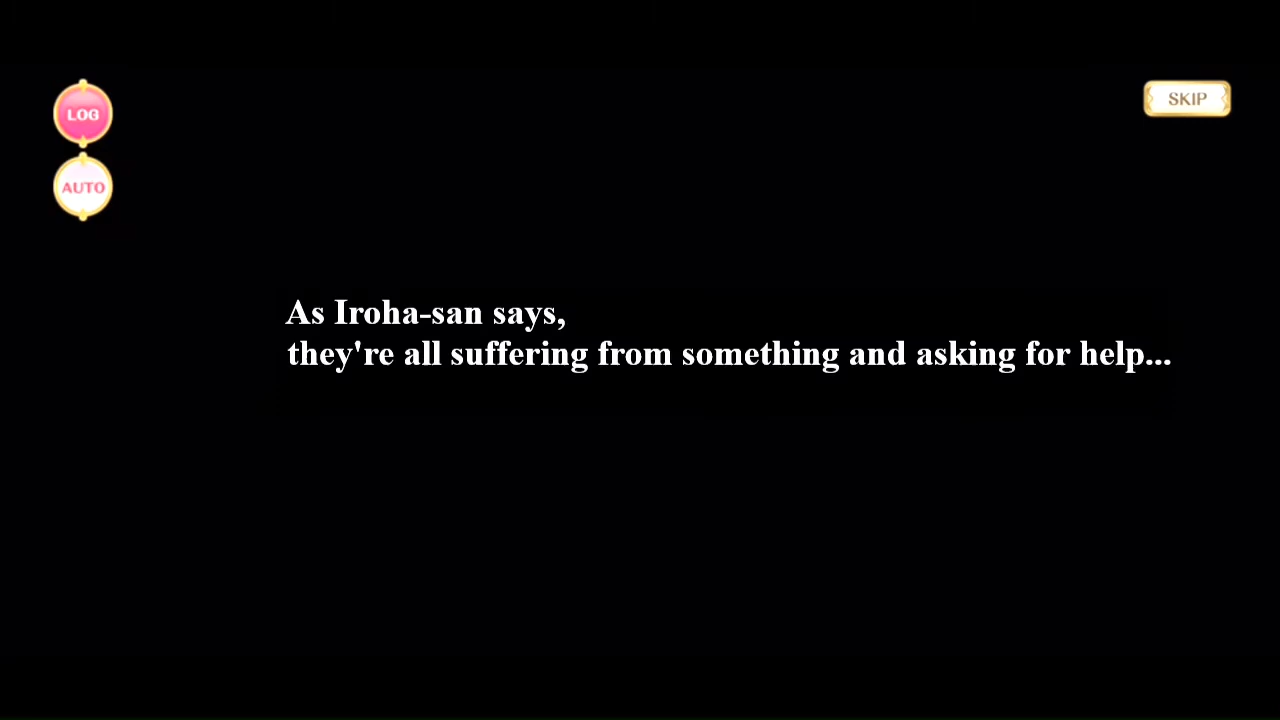 LOG
SKIP
AUTO
As Iroha-san says,
they're all suffering from something and asking for help...